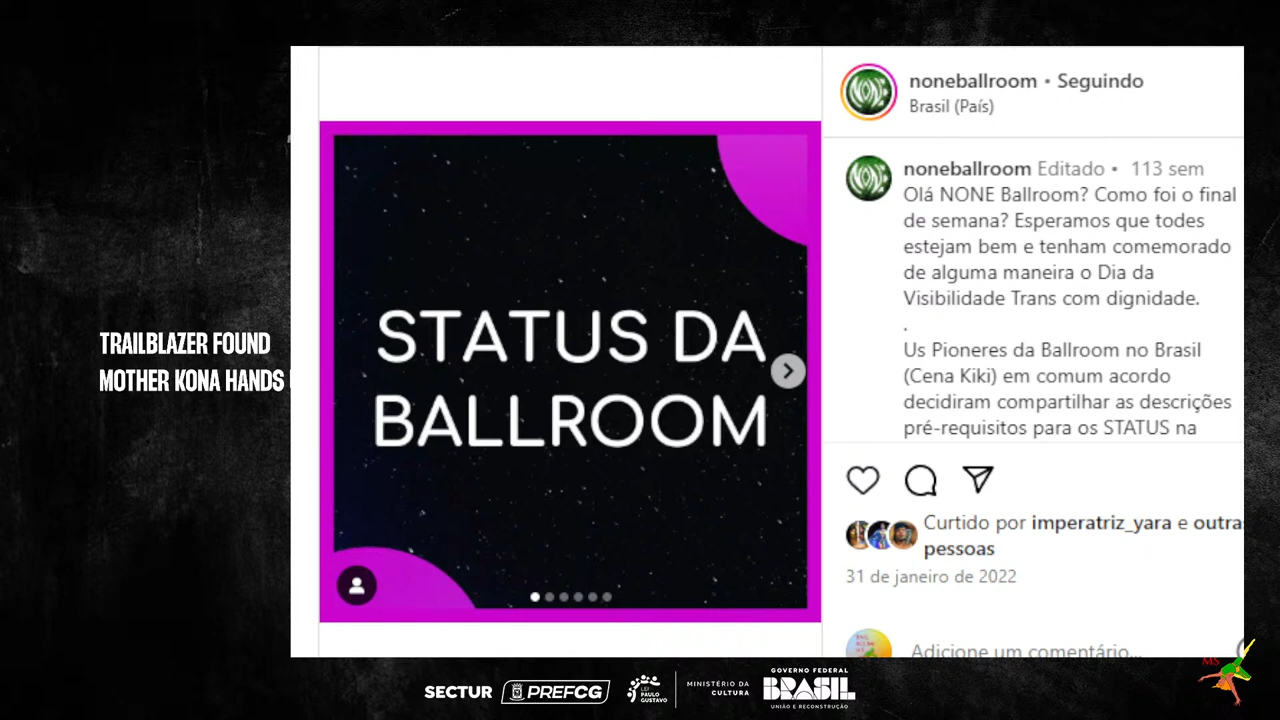 TRAILBLAZER FOUND
MOTHER KONA HANDS
STATUS DA
BALLROOM
noneballroom • Seguindo
Brasil (País)
noneballroom Editado • 113 sem
Olá NONE Ballroom? Como foi o final
de semana? Esperamos que todes
estejam bem e tenham comemorado
de alguma maneira o Dia da
Visibilidade Trans com dignidade.
.
Us Pioneres da Ballroom no Brasil
(Cena Kiki) em comum acordo
decidiram compartilhar as descrições
pré-requisitos para os STATUS na
Curtido por imperatriz_yara e outras
pessoas
31 de janeiro de 2022
Adicione um comentário...
NONE
NONE
MS
SECTUR
PREFCG
LEI
PAULO
GUSTAVO
MINISTÉRIO DA
CULTURA
GOVERNO FEDERAL
BRASIL
UNIÃO E RECONSTRUÇÃO